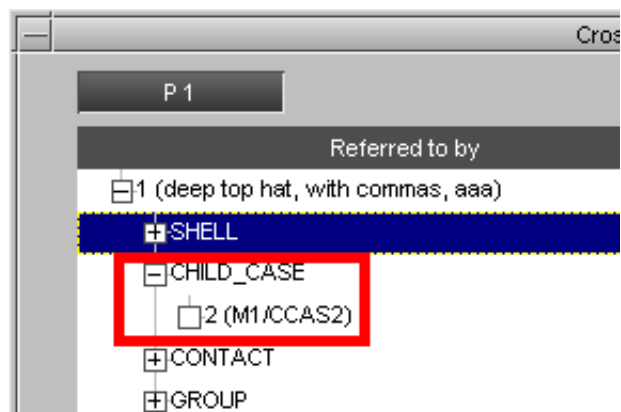 Cros
P 1
Referred to by
1 (deep top hat, with commas, aaa)
SHELL
CHILD_CASE
2 (M1/CCAS2)
CONTACT
GROUP